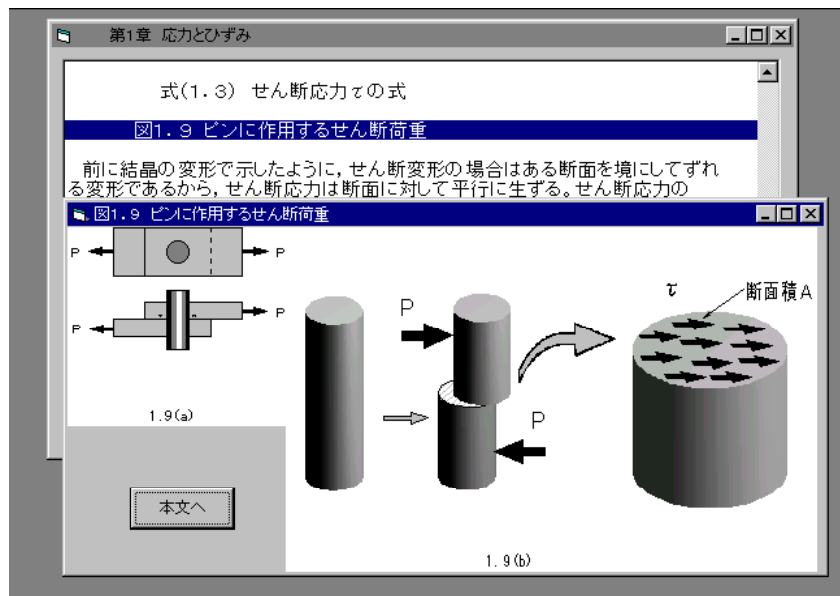 第1章 応力とひずみ
式(1.3) せん断応力τの式
図1.9 ピンに作用するせん断荷重
前に結晶の変形で示したように,せん断変形の場合はある断面を境にしてずれ
る変形であるから,せん断応力は断面に対して平行に生ずる。せん断応力の
図1.9 ピンに作用するせん断荷重
P P
P P
1.9(a)
本文へ
P
P
τ
断面積A
1.9(b)